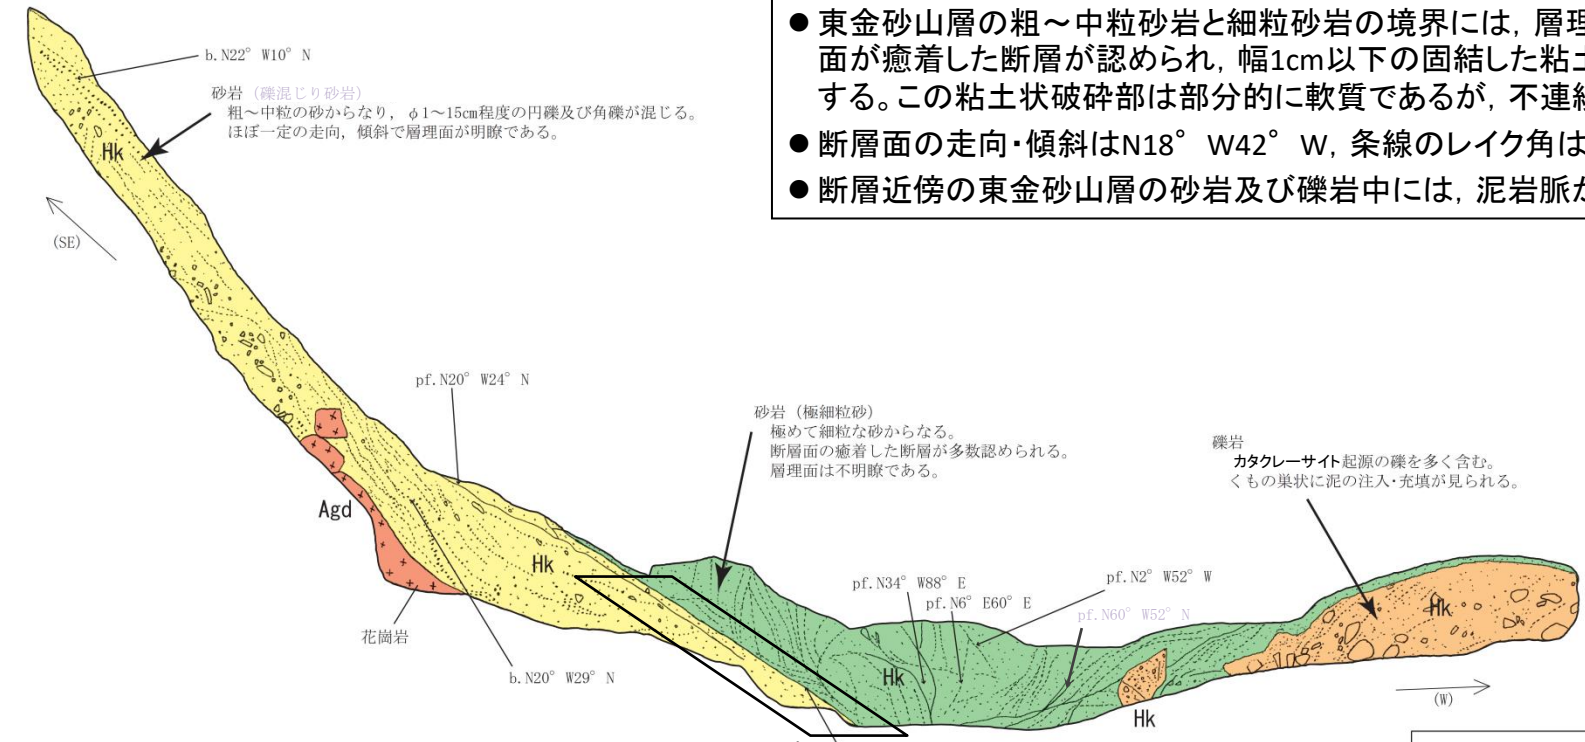 ● 東金砂山層の粗～中粒砂岩と細粒砂岩の境界には，層理
面が癒着した断層が認められ，幅1cm以下の固結した粘土
する。この粘土状破砕部は部分的に軟質であるが，不連
● 断層面の走向・傾斜はN18°W42°W，条線のレイク角は
● 断層近傍の東金砂山層の砂岩及び礫岩中には，泥岩脈
b.N22°W10°N
砂岩（礫混じり砂岩）
粗～中粒の砂からなり，φ1～15㎝程度の円礫及び角礫が混じる。
ほぼ一定の走向，傾斜で層理面が明瞭である。
Hk
(SE)
pf.N20°W24°N
砂岩（極細粒砂）
極めて細粒な砂からなる。
断層面の癒着した断層が多数認められる。
層理面は不明瞭である。
礫岩
カタクレーサイト起源の礫を多く含む。
くもの巣状に泥の注入・充填が見られる。
Agd
Hk
pf.N34°W88°E
pf.N6°E60°E
pf.N2°W52°W
pf.N60°W52°N
Hk
花崗岩
b.N20°W29°N
Hk
Hk
(W)